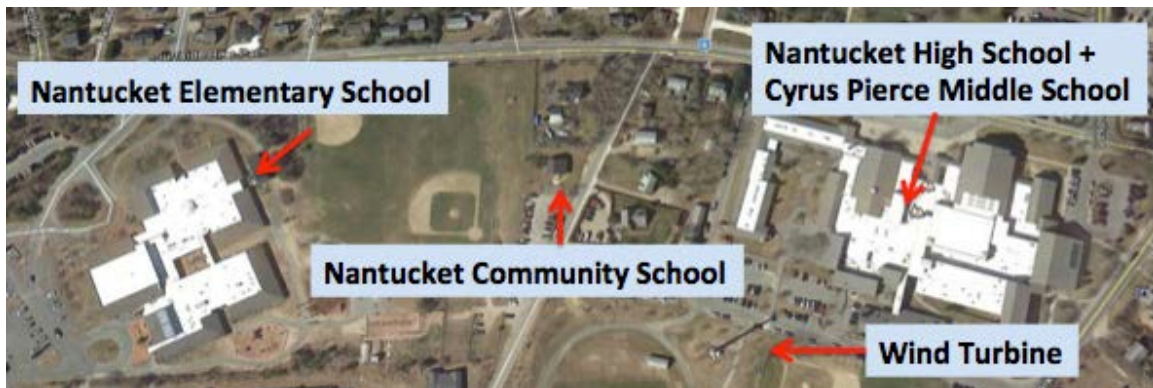 Nantucket Elementary School
Nantucket High School +
Cyrus Pierce Middle School
Nantucket Community School
Wind Turbine